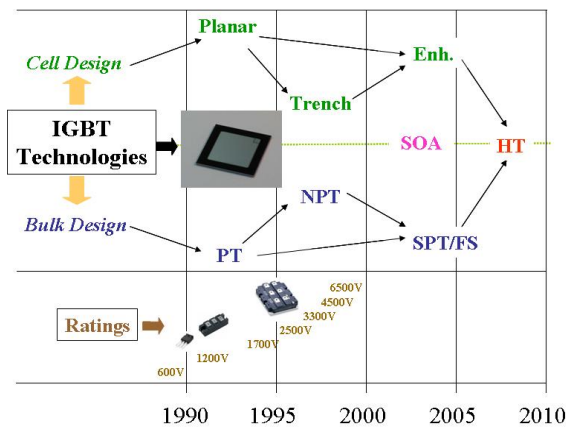 Planar
Cell Design
Enh.
Trench
IGBT
Technologies
SOA
HT
NPT
Bulk Design
PT
SPT/FS
Ratings
6500V
4500V
3300V
2500V
1700V
1200V
600V
1990
1995
2000
2005
2010